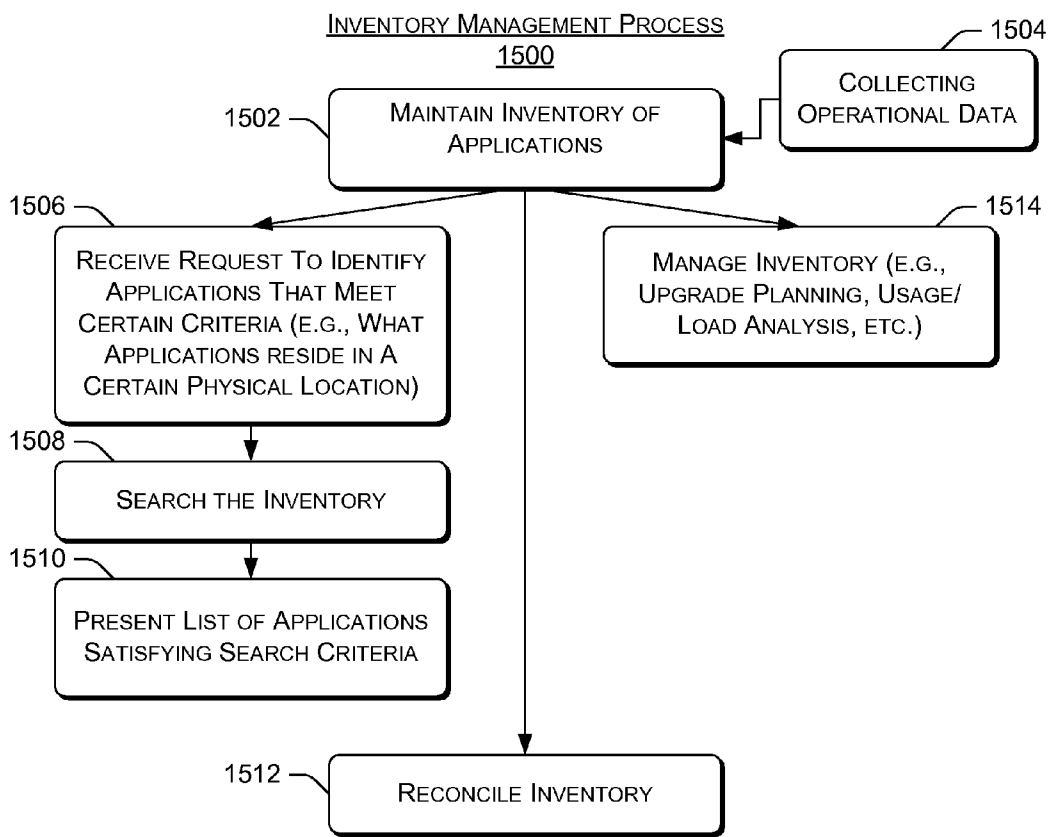 INVENTORY MANAGEMENT PROCESS
1500
1504
COLLECTING
OPERATIONAL DATA
1502
MAINTAIN INVENTORY OF
APPLICATIONS
1506
RECEIVE REQUEST TO IDENTIFY
APPLICATIONS THAT MEET
CERTAIN CRITERIA (E.G., WHAT
APPLICATIONS RESIDE IN A
CERTAIN PHYSICAL LOCATION)
1514
MANAGE INVENTORY (E.G.,
UPGRADE PLANNING, USAGE/
LOAD ANALYSIS, ETC.)
1508
SEARCH THE INVENTORY
1510
PRESENT LIST OF APPLICATIONS
SATISFYING SEARCH CRITERIA
1512
RECONCILE INVENTORY